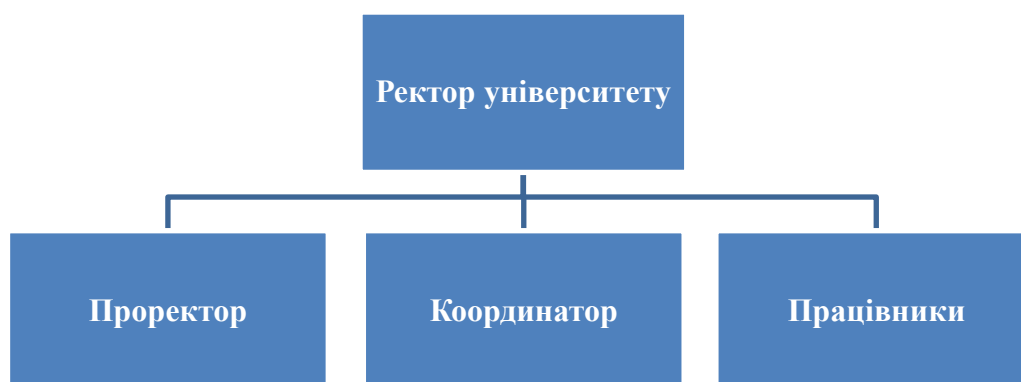 Ректор університету
Проректор
Координатор
Працівники